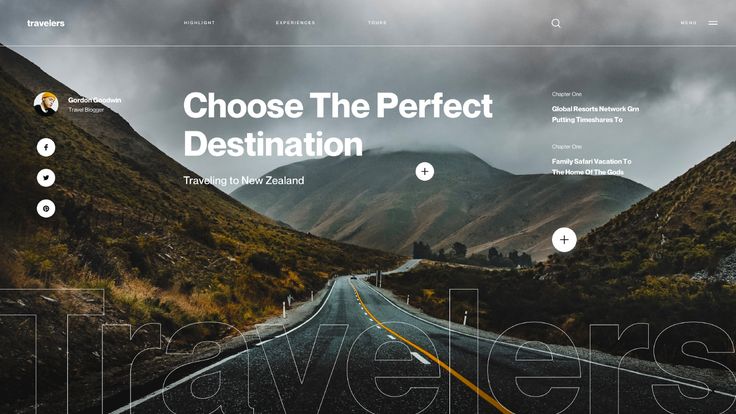 travelers
HIGHLIGHT
EXPERIENCES
TOURS
MENU
Gordon Goodwin
Travel Blogger
Choose The Perfect
Destination
Traveling to New Zealand
Chapter One
Global Resorts Network Grn
Putting Timeshares To
Chapter One
Family Safari Vacation To
The Home Of The Gods
Travelers